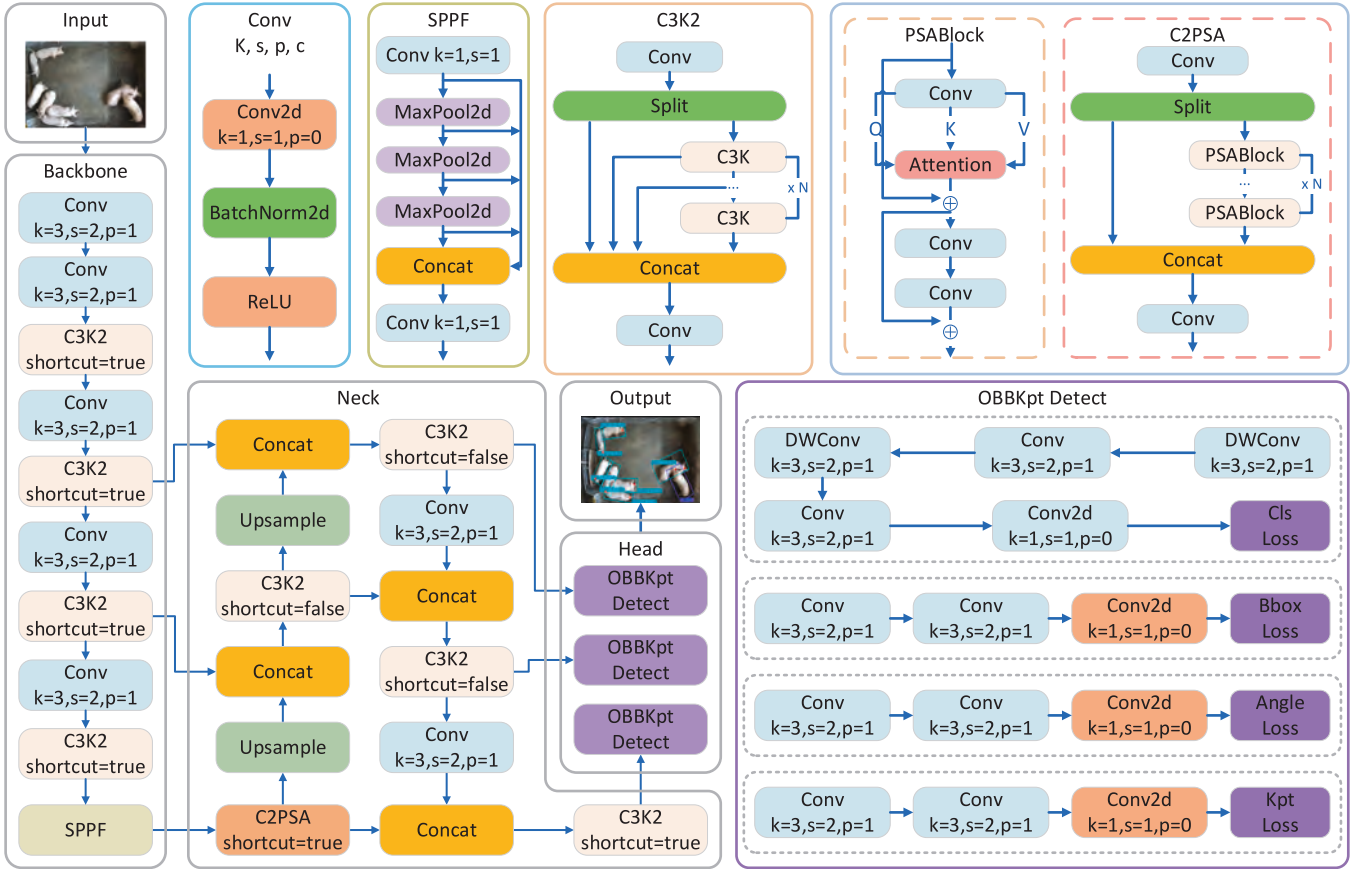 Input
Backbone
Conv
k=3,s=2,p=1
Conv
k=3,s=2,p=1
C3K2
shortcut=true
Conv
k=3,s=2,p=1
C3K2
shortcut=true
Conv
k=3,s=2,p=1
C3K2
shortcut=true
Conv
k=3,s=2,p=1
C3K2
shortcut=true
SPPF
Conv
K, s, p, c
Conv2d
k=1,s=1,p=0
BatchNorm2d
ReLU
SPPF
Conv k=1,s=1
MaxPool2d
MaxPool2d
MaxPool2d
Concat
Conv k=1,s=1
C3K2
Conv
Split
C3K
...
x N
C3K
Concat
Conv
PSABlock
Conv
Q
K
V
Attention
Conv
Conv
C2PSA
Conv
Split
PSABlock
...
x N
PSABlock
Concat
Conv
Neck
Concat
Upsample
C3K2
shortcut=false
Concat
Upsample
C2PSA
shortcut=true
C3K2
shortcut=false
Conv
k=3,s=2,p=1
Concat
C3K2
shortcut=false
Conv
k=3,s=2,p=1
Concat
C3K2
shortcut=true
Output
Head
OBBKpt
Detect
OBBKpt
Detect
OBBKpt
Detect
OBBKpt Detect
DWConv
k=3,s=2,p=1
Conv
k=3,s=2,p=1
DWConv
k=3,s=2,p=1
Conv
k=3,s=2,p=1
Conv2d
k=1,s=1,p=0
Cls
Loss
Conv
k=3,s=2,p=1
Conv
k=3,s=2,p=1
Conv2d
k=1,s=1,p=0
Bbox
Loss
Conv
k=3,s=2,p=1
Conv
k=3,s=2,p=1
Conv2d
k=1,s=1,p=0
Angle
Loss
Conv
k=3,s=2,p=1
Conv
k=3,s=2,p=1
Conv2d
k=1,s=1,p=0
Kpt
Loss